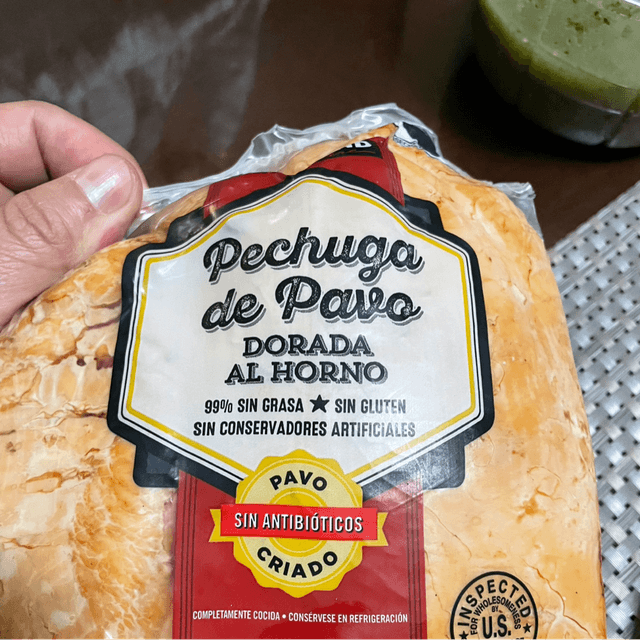 Pechuga
de Pavo
DORADA
AL HORNO
99% SIN GRASA ★ SIN GLUTEN
SIN CONSERVADORES ARTIFICIALES
PAVO
SIN ANTIBIÓTICOS
CRIADO
COMPLETAMENTE COCIDA • CONSÉRVESE EN REFRIGERACIÓN
INSPECTED
FOR WHOLESOMENESS
BY
U.S.